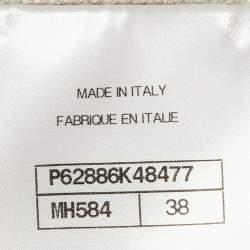 MADE IN ITALY
FABRIQUE EN ITALIE
P62886K48477
MH584 38